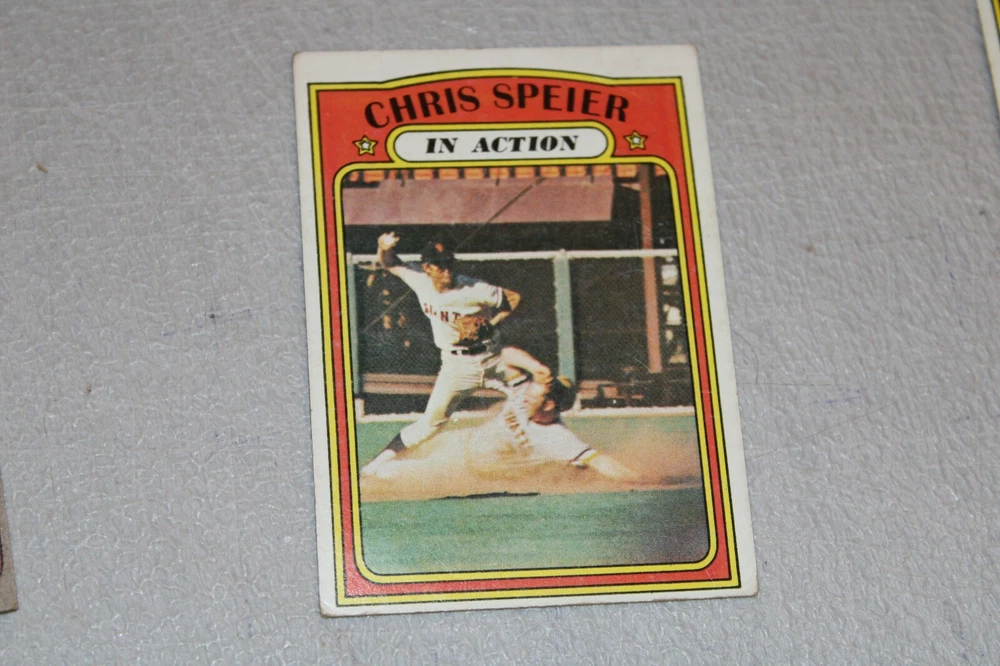 CHRIS SPEIER
IN ACTION